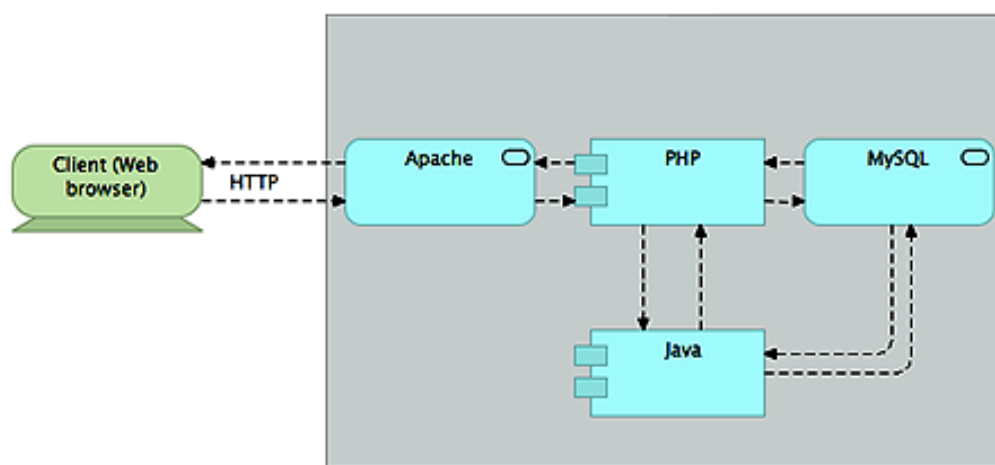 Client (Web
browser)
HTTP
Apache
PHP
MySQL
Java